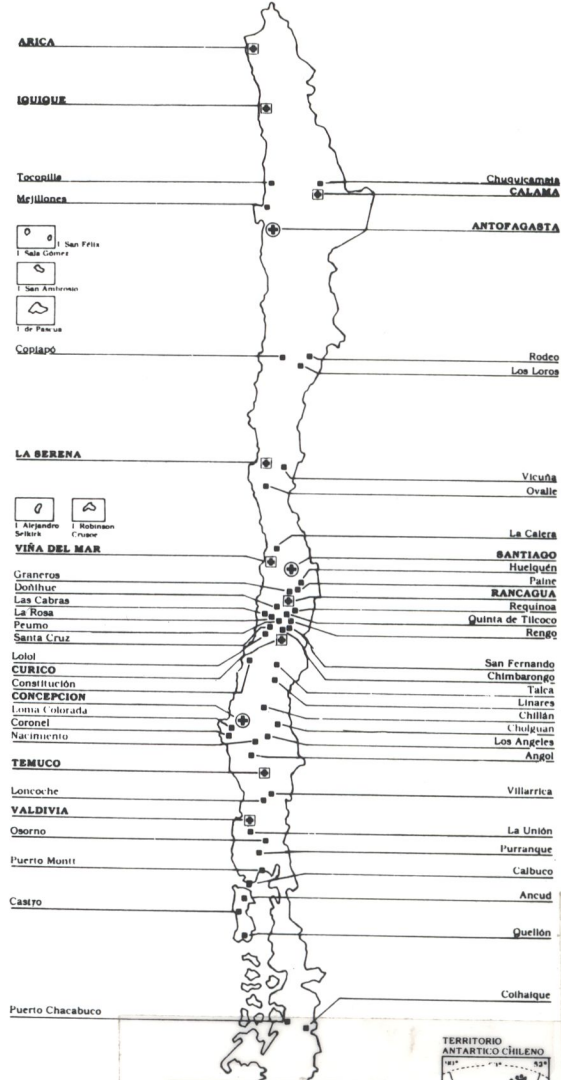 ARICA
IQUIQUE
Tocopilla
Mejillones
I San Félix
I Sala Gómez
I San Ambrosio
I de Pascua
Copiapó
LA SERENA
I Alejandro
Selkirk
I Robinson
Crusoe
VIÑA DEL MAR
Graneros
Doñihue
Las Cabras
La Rosa
Peumo
Santa Cruz
Lolol
CURICO
Constitución
CONCEPCION
Loma Colorada
Coronel
Nacimiento
TEMUCO
Loncoche
VALDIVIA
Osorno
Puerto Montt
Castro
Puerto Chacabuco
Chuquicamata
CALAMA
ANTOFAGASTA
Rodeo
Los Loros
Vicuña
Ovalle
La Calera
SANTIAGO
Huelquén
Paine
RANCAGUA
Requinoa
Quinta de Tilcoco
Rengo
San Fernando
Chimbarongo
Talca
Linares
Chillán
Cholguan
Los Angeles
Angol
Villarrica
La Unión
Purranque
Calbuco
Ancud
Quellón
Coihaique
TERRITORIO
ANTARTICO CHILENO
53°